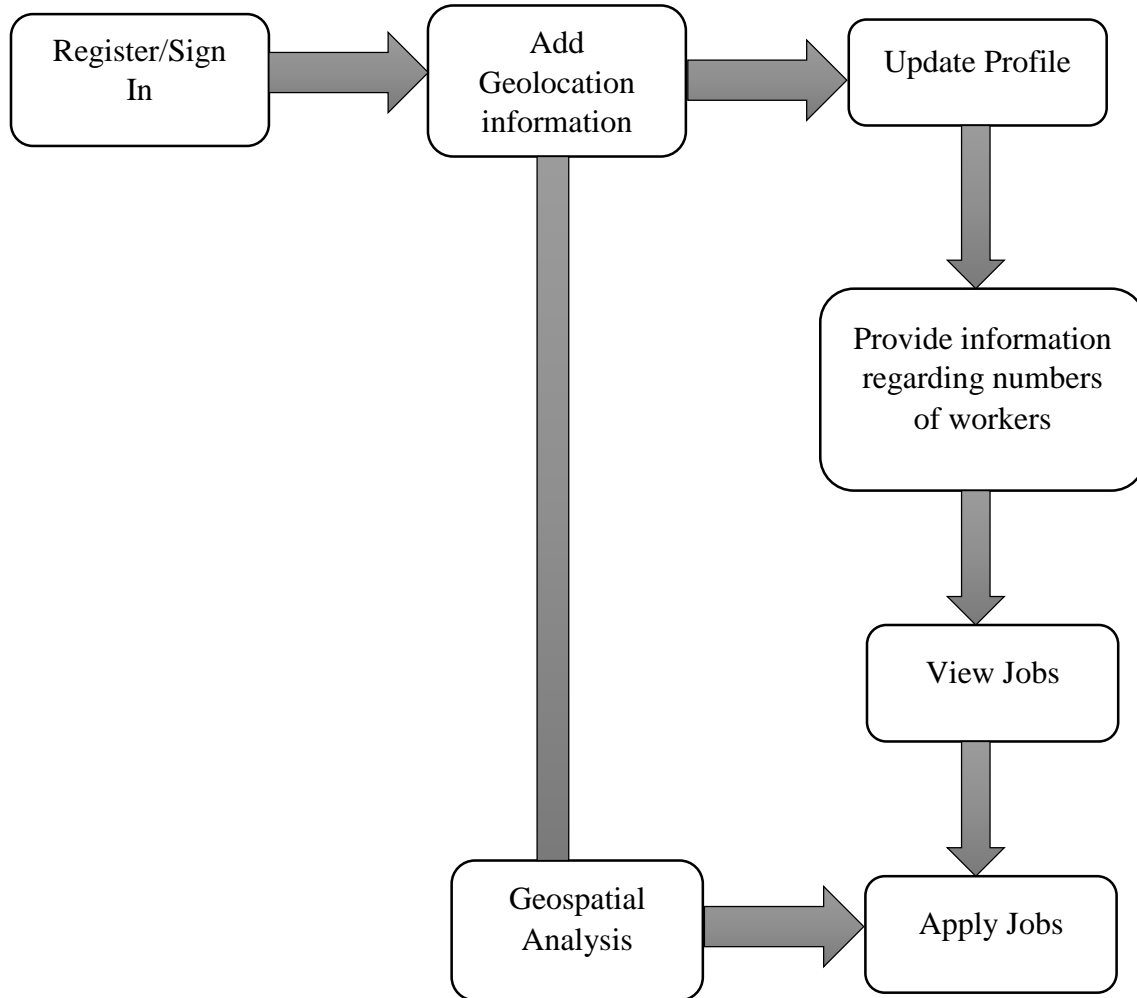 Register/Sign
In
Add
Geolocation
information
Update Profile
Provide information
regarding numbers
of workers
View Jobs
Geospatial
Analysis
Apply Jobs